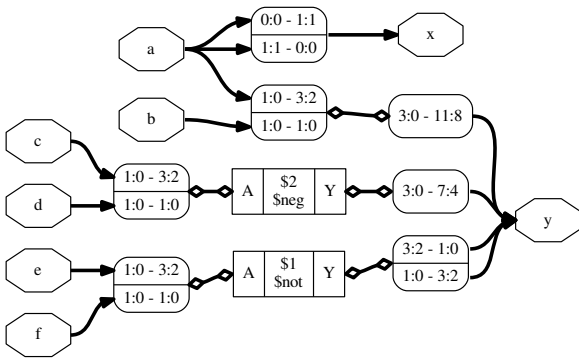 a
0:0 - 1:1
1:1 - 0:0
x
b
1:0 - 3:2
1:0 - 1:0
3:0 - 11:8
c
d
1:0 - 3:2
1:0 - 1:0
A
$2
$neg
Y
3:0 - 7:4
y
e
f
1:0 - 3:2
1:0 - 1:0
A
$1
$not
Y
3:2 - 1:0
1:0 - 3:2